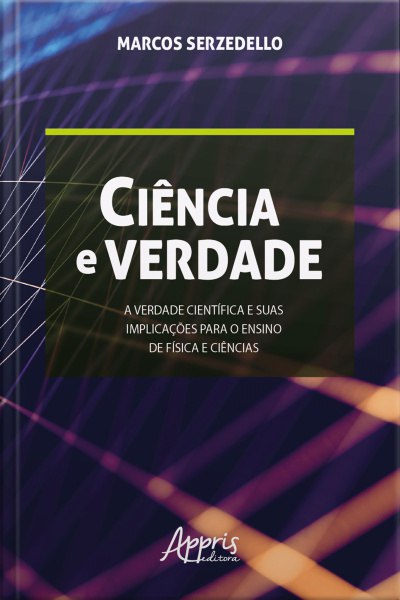 MARCOS SERZEDELLO
CIÊNCIA
e VERDADE
A VERDADE CIENTÍFICA E SUAS
IMPLICAÇÕES PARA O ENSINO
DE FÍSICA E CIÊNCIAS
Appris
editora